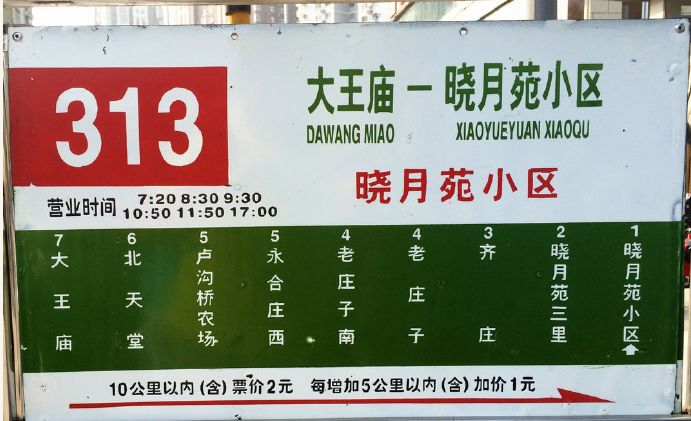 313
大王庙 — 晓月苑小区
DAWANG MIAO XIAOYUEYUAN XIAOQU
晓月苑小区
营业时间 7:20 8:30 9:30
10:50 11:50 17:00
7 大王庙
6 北天堂
5 卢沟桥农场
5 永合庄西
4 老庄子南
4 老庄子
3 齐庄
2 晓月苑三里
1 晓月苑小区
10公里以内(含)票价2元 每增加5公里以内(含)加价1元